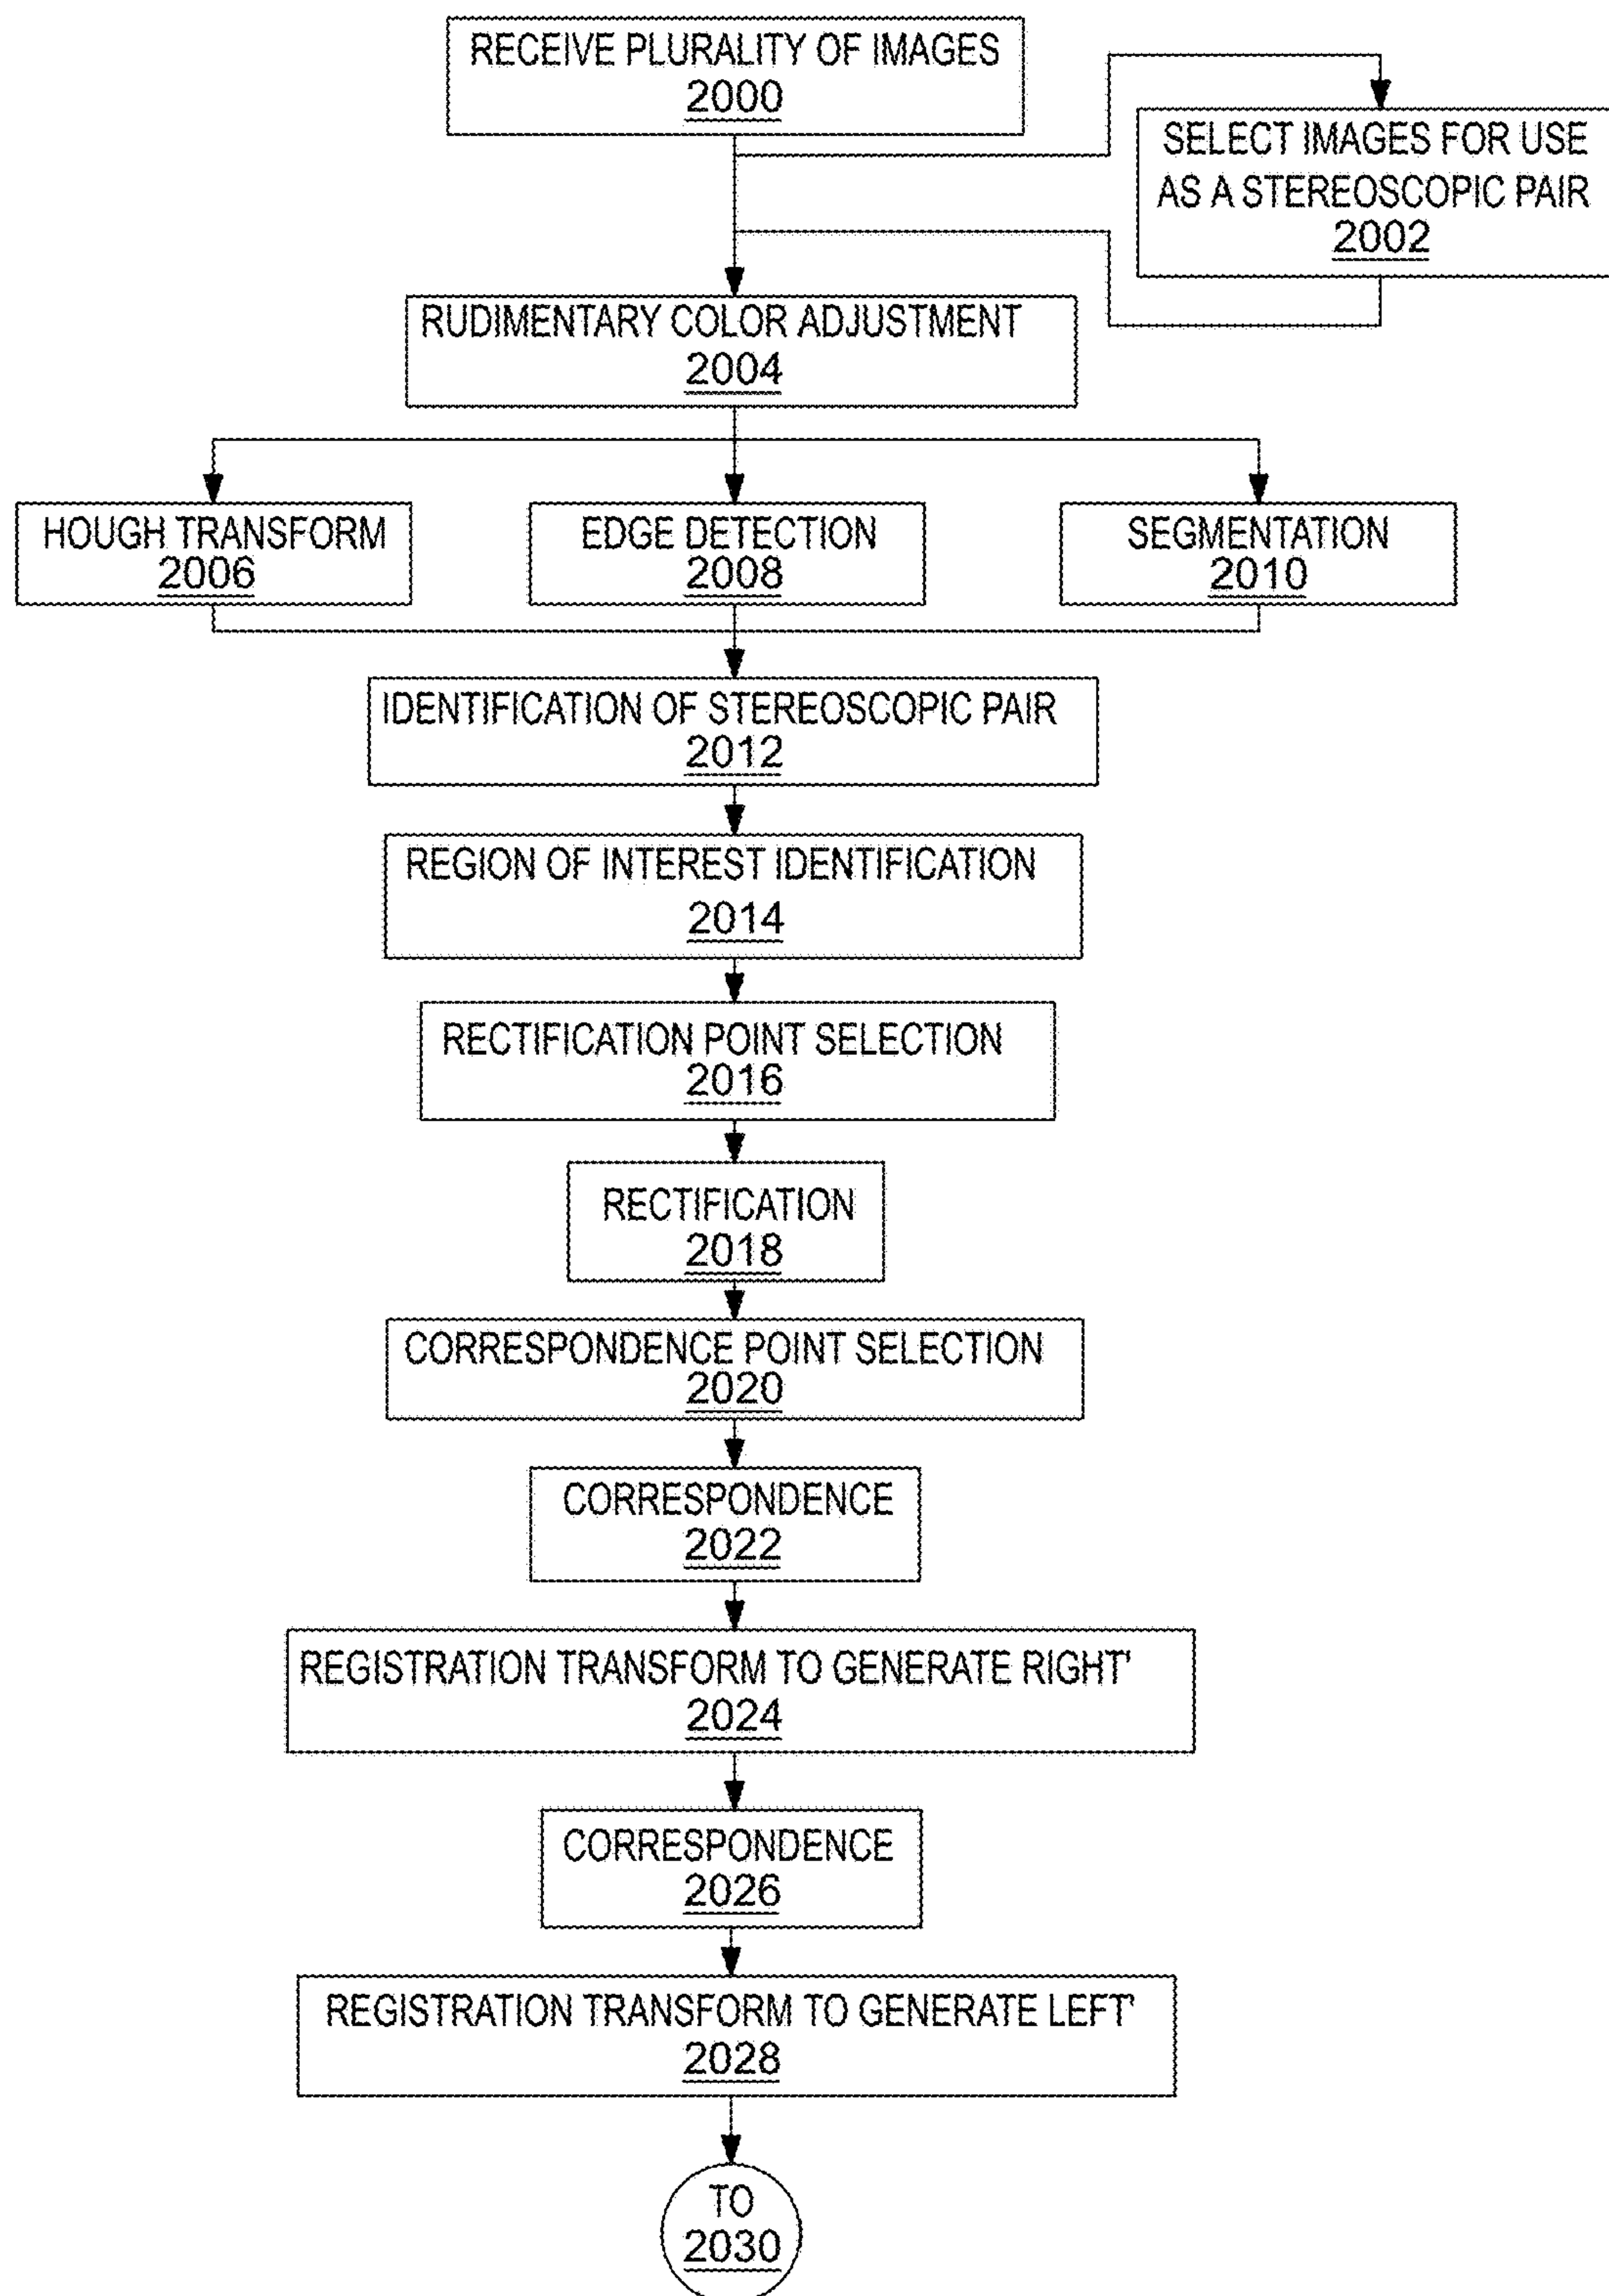 RECEIVE PLURALITY OF IMAGES
2000
SELECT IMAGES FOR USE
AS A STEREOSCOPIC PAIR
2002
RUDIMENTARY COLOR ADJUSTMENT
2004
HOUGH TRANSFORM
2006
EDGE DETECTION
2008
SEGMENTATION
2010
IDENTIFICATION OF STEREOSCOPIC PAIR
2012
REGION OF INTEREST IDENTIFICATION
2014
RECTIFICATION POINT SELECTION
2016
RECTIFICATION
2018
CORRESPONDENCE POINT SELECTION
2020
CORRESPONDENCE
2022
REGISTRATION TRANSFORM TO GENERATE RIGHT'
2024
CORRESPONDENCE
2026
REGISTRATION TRANSFORM TO GENERATE LEFT'
2028
TO
2030